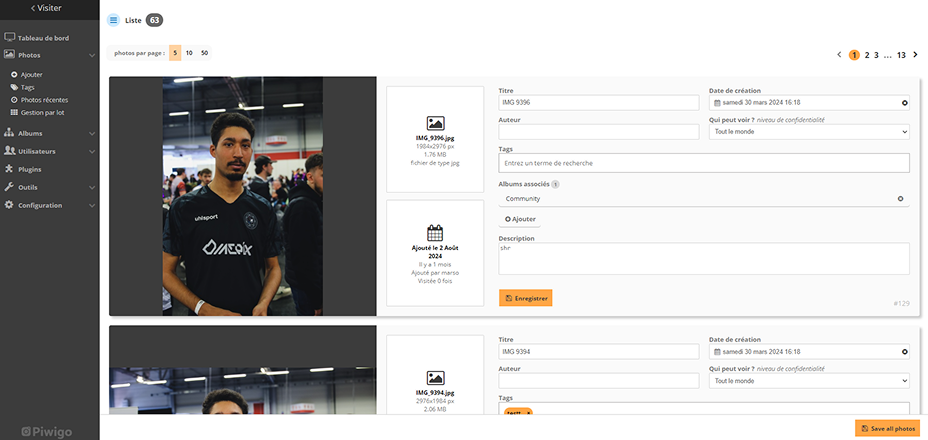 Visiter
Tableau de bord
Photos
Ajouter
Tags
Photos récentes
Gestion par lot
Albums
Utilisateurs
Plugins
Outils
Configuration
Piwigo
Liste 63
photos par page : 5 10 50
1 2 3 ... 13
uhlsport
OMEPIX
IMG_9396.jpg
1984x2976 px
1.76 MB
fichier de type jpg
Ajouté le 2 Août
2024
Il y a 1 mois
Ajouté par marso
Visitée 0 fois
Titre
IMG 9396
Date de création
samedi 30 mars 2024 16:18
Auteur
Qui peut voir ? niveau de confidentialité
Tout le monde
Tags
Entrez un terme de recherche
Albums associés 1
Community
Ajouter
Description
shr
Enregistrer
#129
IMG_9394.jpg
2976x1984 px
2.06 MB
Titre
IMG 9394
Date de création
samedi 30 mars 2024 16:18
Auteur
Qui peut voir ? niveau de confidentialité
Tout le monde
Tags
Save all photos